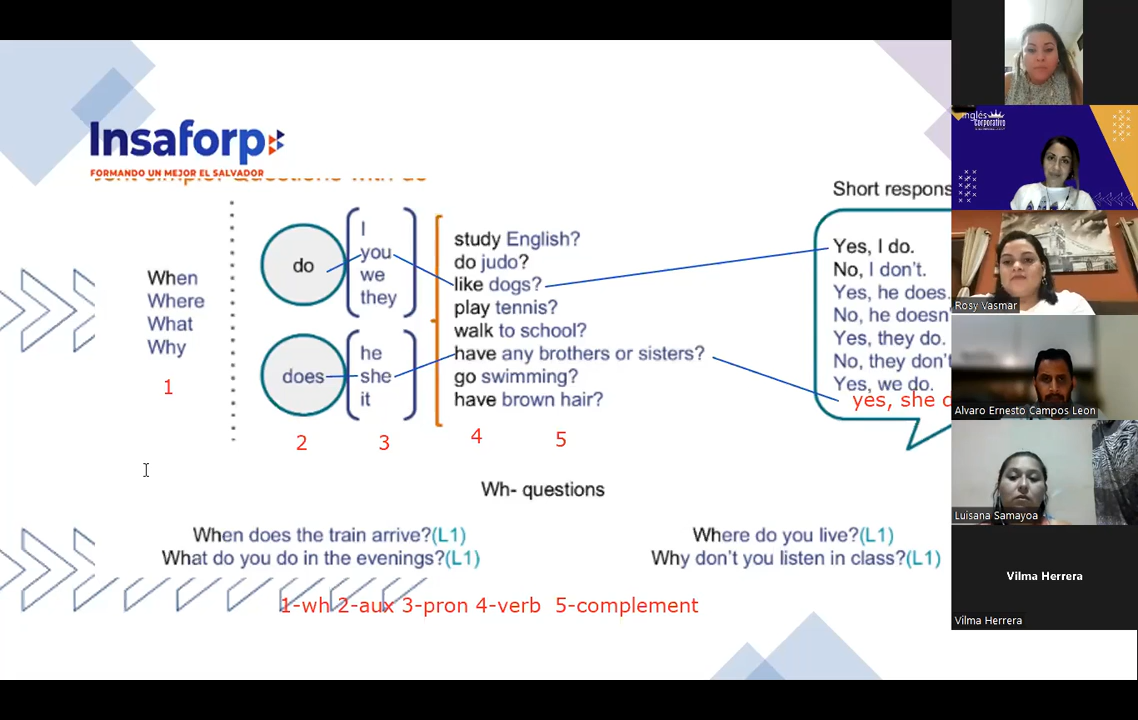 Insaforp
FORMANDO UN MEJOR EL SALVADOR
Short respons
When
Where
What
Why
do
does
I
you
we
they
he
she
it
study English?
do judo?
like dogs?
play tennis?
walk to school?
have any brothers or sisters?
go swimming?
have brown hair?
Yes, I do.
No, I don't.
Yes, he does.
No, he doesn'
Yes, they do.
No, they don't
Yes, we do.
yes, she d
1
2
3
4
5
Wh- questions
When does the train arrive?(L1)
What do you do in the evenings?(L1)
Where do you live?(L1)
Why don't you listen in class?(L1)
1-wh 2-aux 3-pron 4-verb 5-complement
inglés
corporativo
Rosy Vasmar
Alvaro Ernesto Campos Leon
Luisana Samayoa
Vilma Herrera
Vilma Herrera